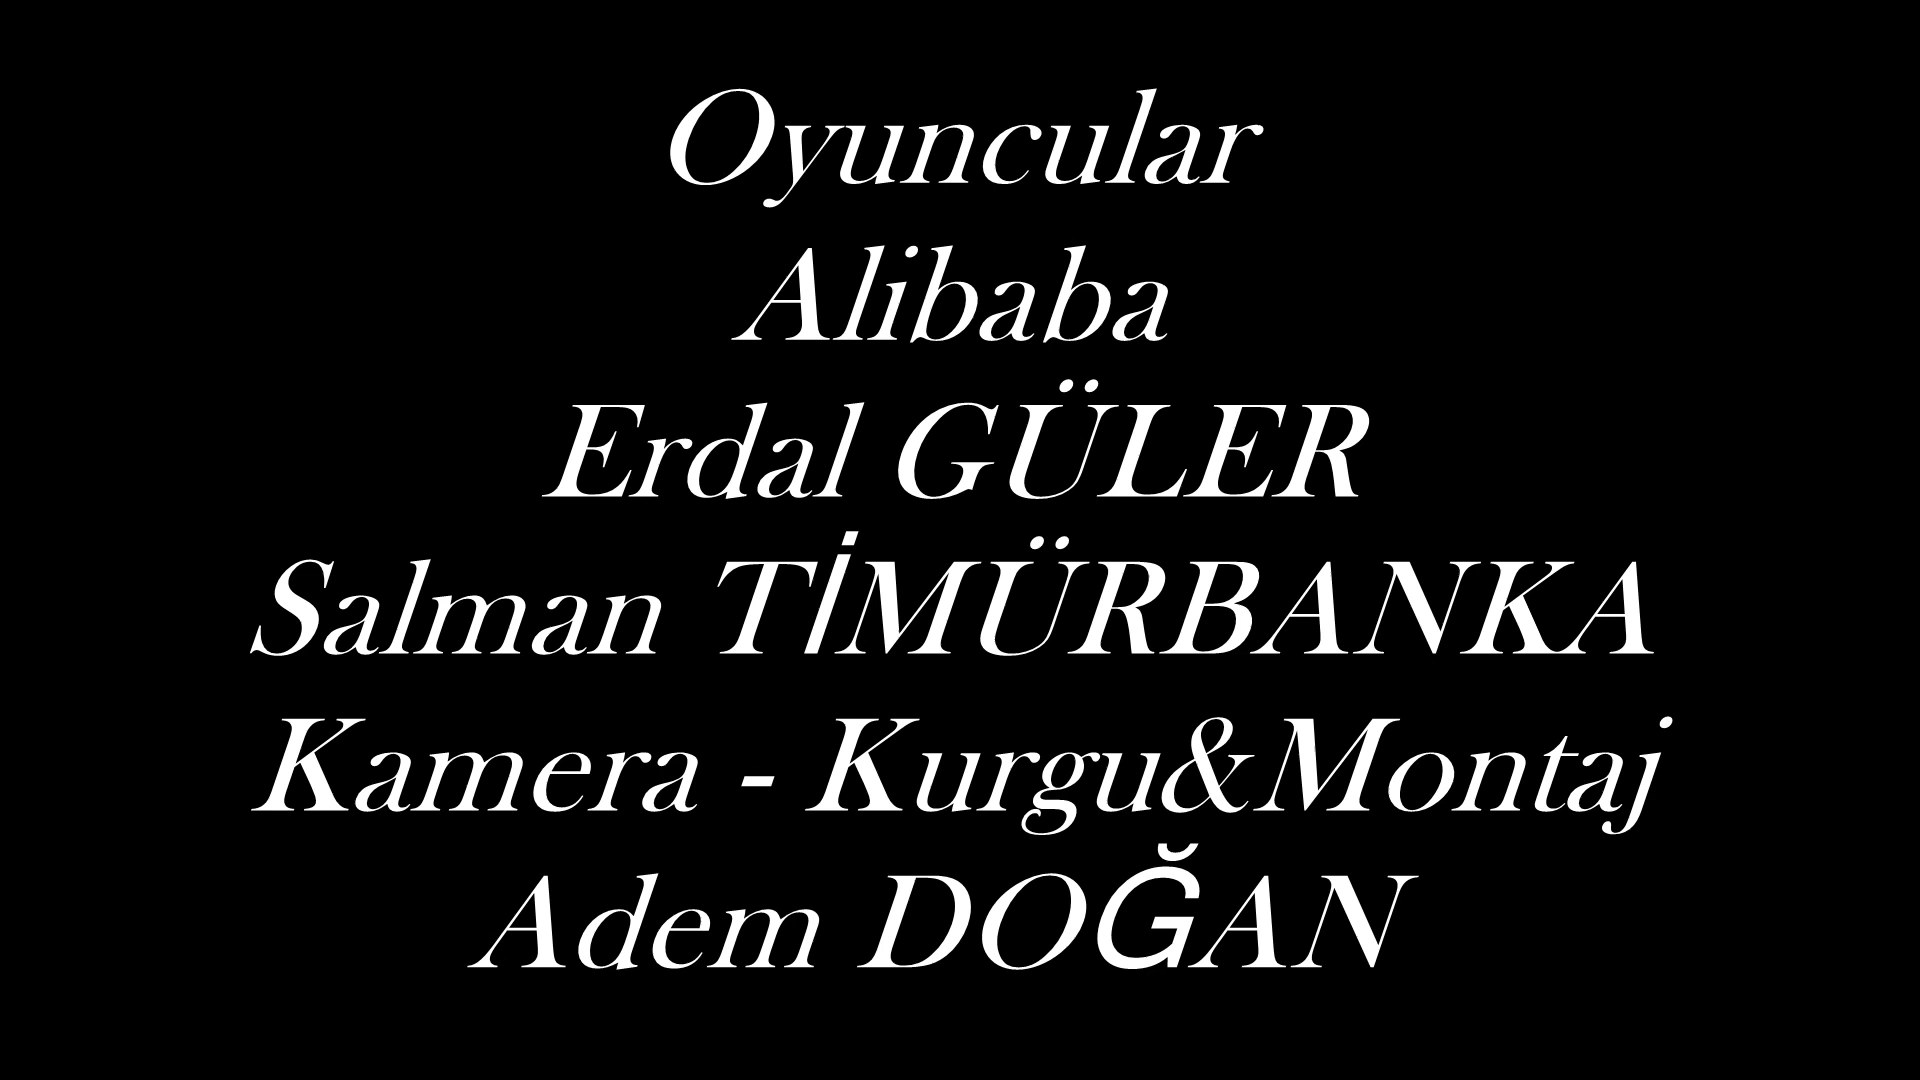 Oyuncular
Alibaba
Erdal GÜLER
Salman TİMÜRBANKA
Kamera - Kurgu&Montaj
Adem DOĞAN